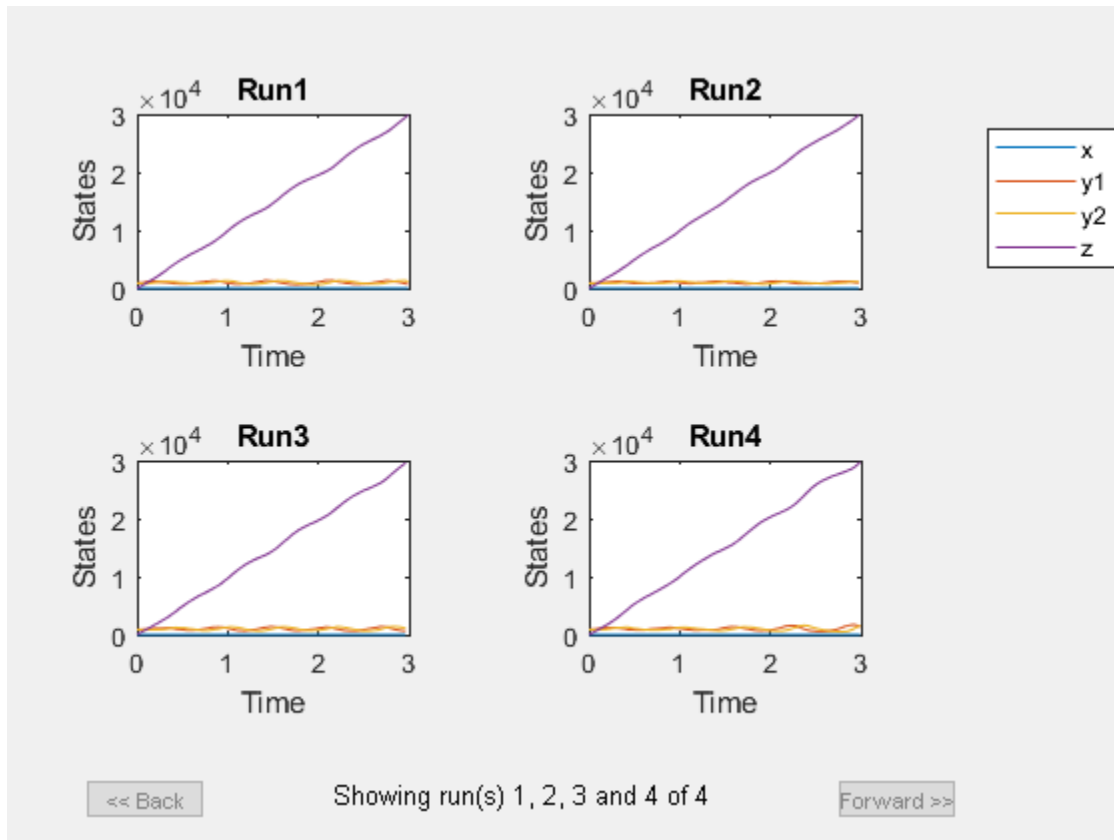 Run1
× 10^4
3
2
1
0
States
0 1 2 3
Time
Run2
× 10^4
3
2
1
0
States
0 1 2 3
Time
x
y1
y2
z
Run3
× 10^4
3
2
1
0
States
0 1 2 3
Time
Run4
× 10^4
3
2
1
0
States
0 1 2 3
Time
<< Back
Showing run(s) 1, 2, 3 and 4 of 4
Forward >>